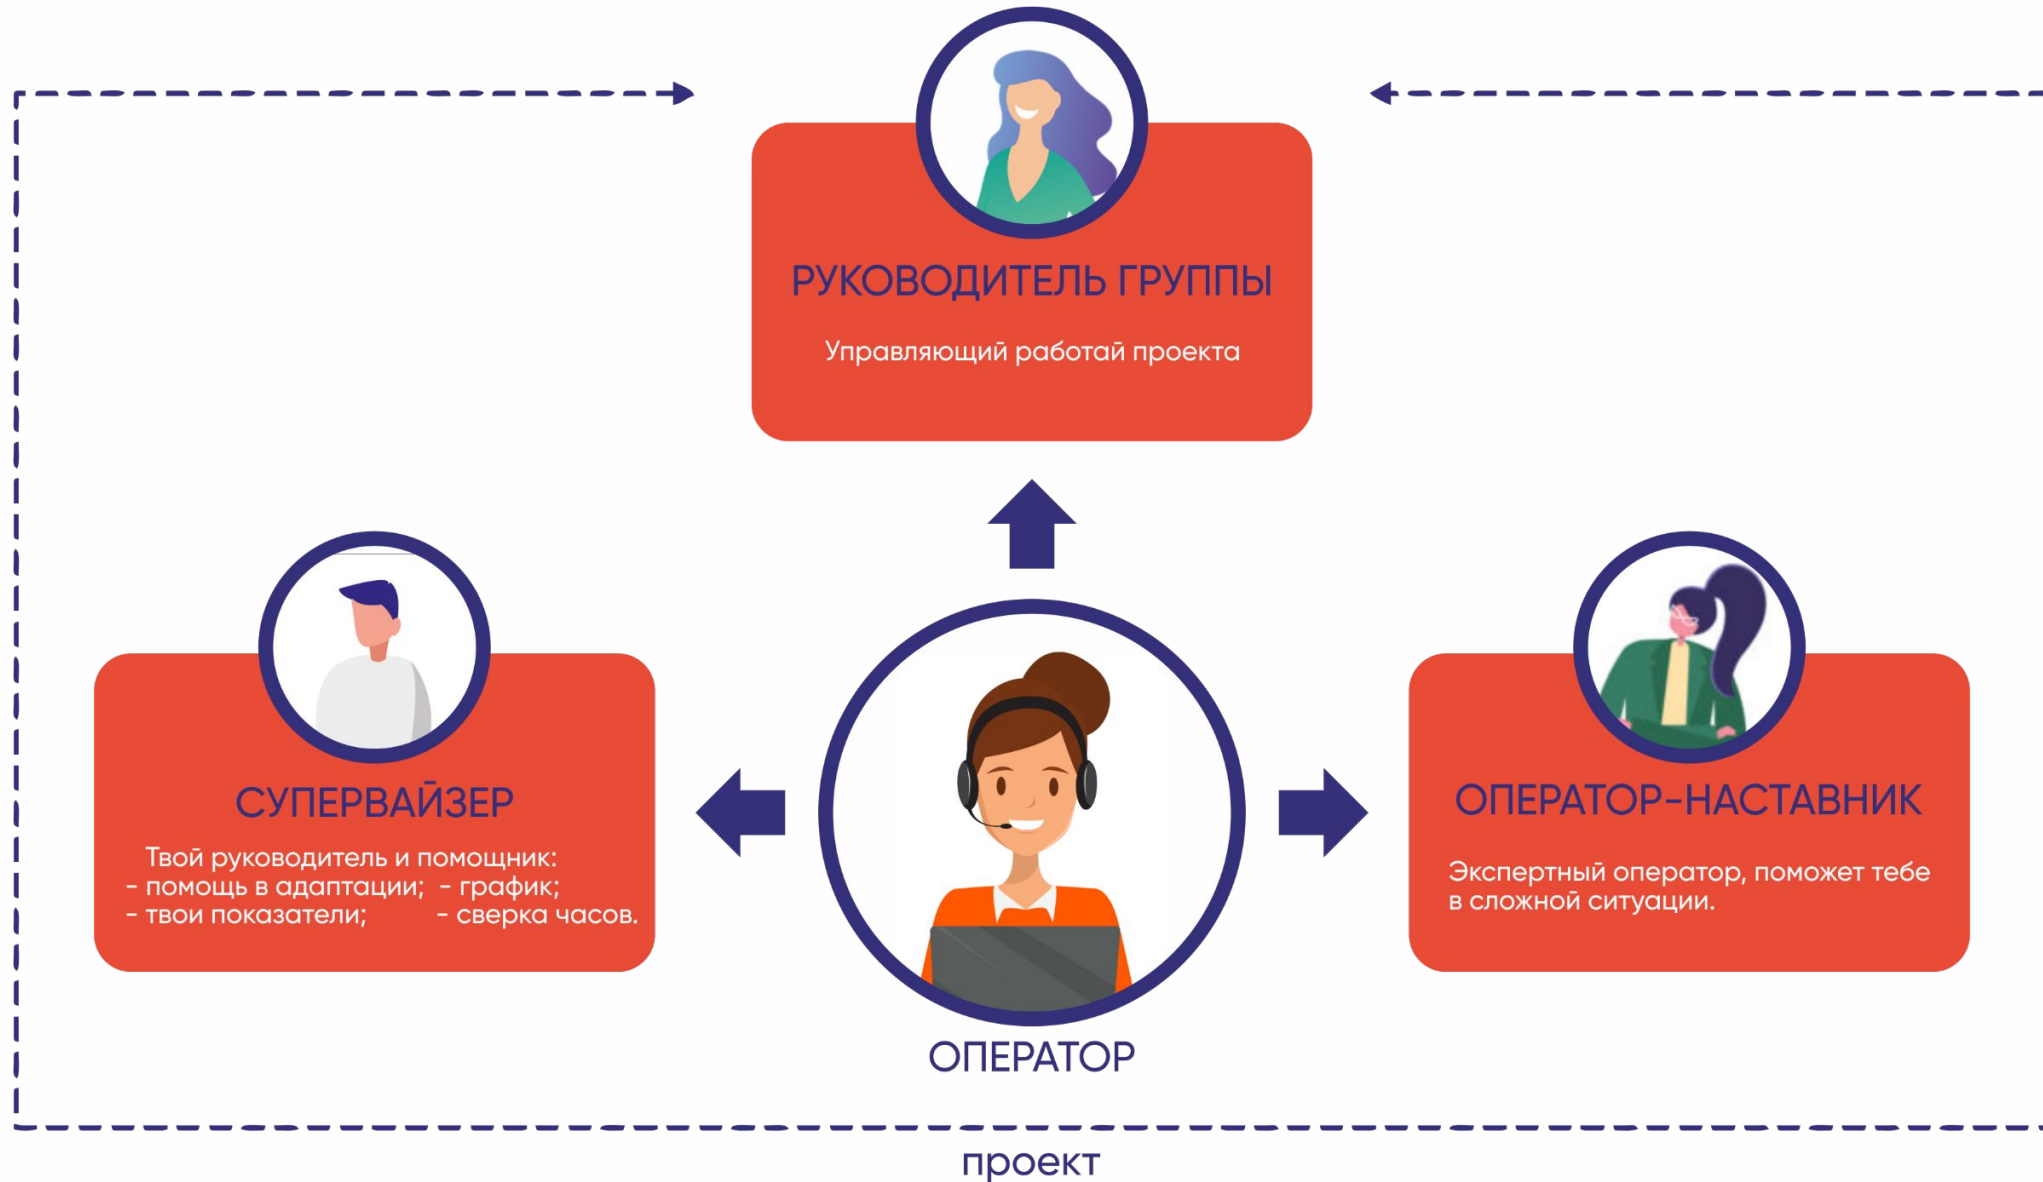 РУКОВОДИТЕЛЬ ГРУППЫ
Управляющий работай проекта
СУПЕРВАЙЗЕР
Твой руководитель и помощник:
- помощь в адаптации; - график;
- твои показатели; - сверка часов.
ОПЕРАТОР-НАСТАВНИК
Экспертный оператор, поможет тебе
в сложной ситуации.
ОПЕРАТОР
проект